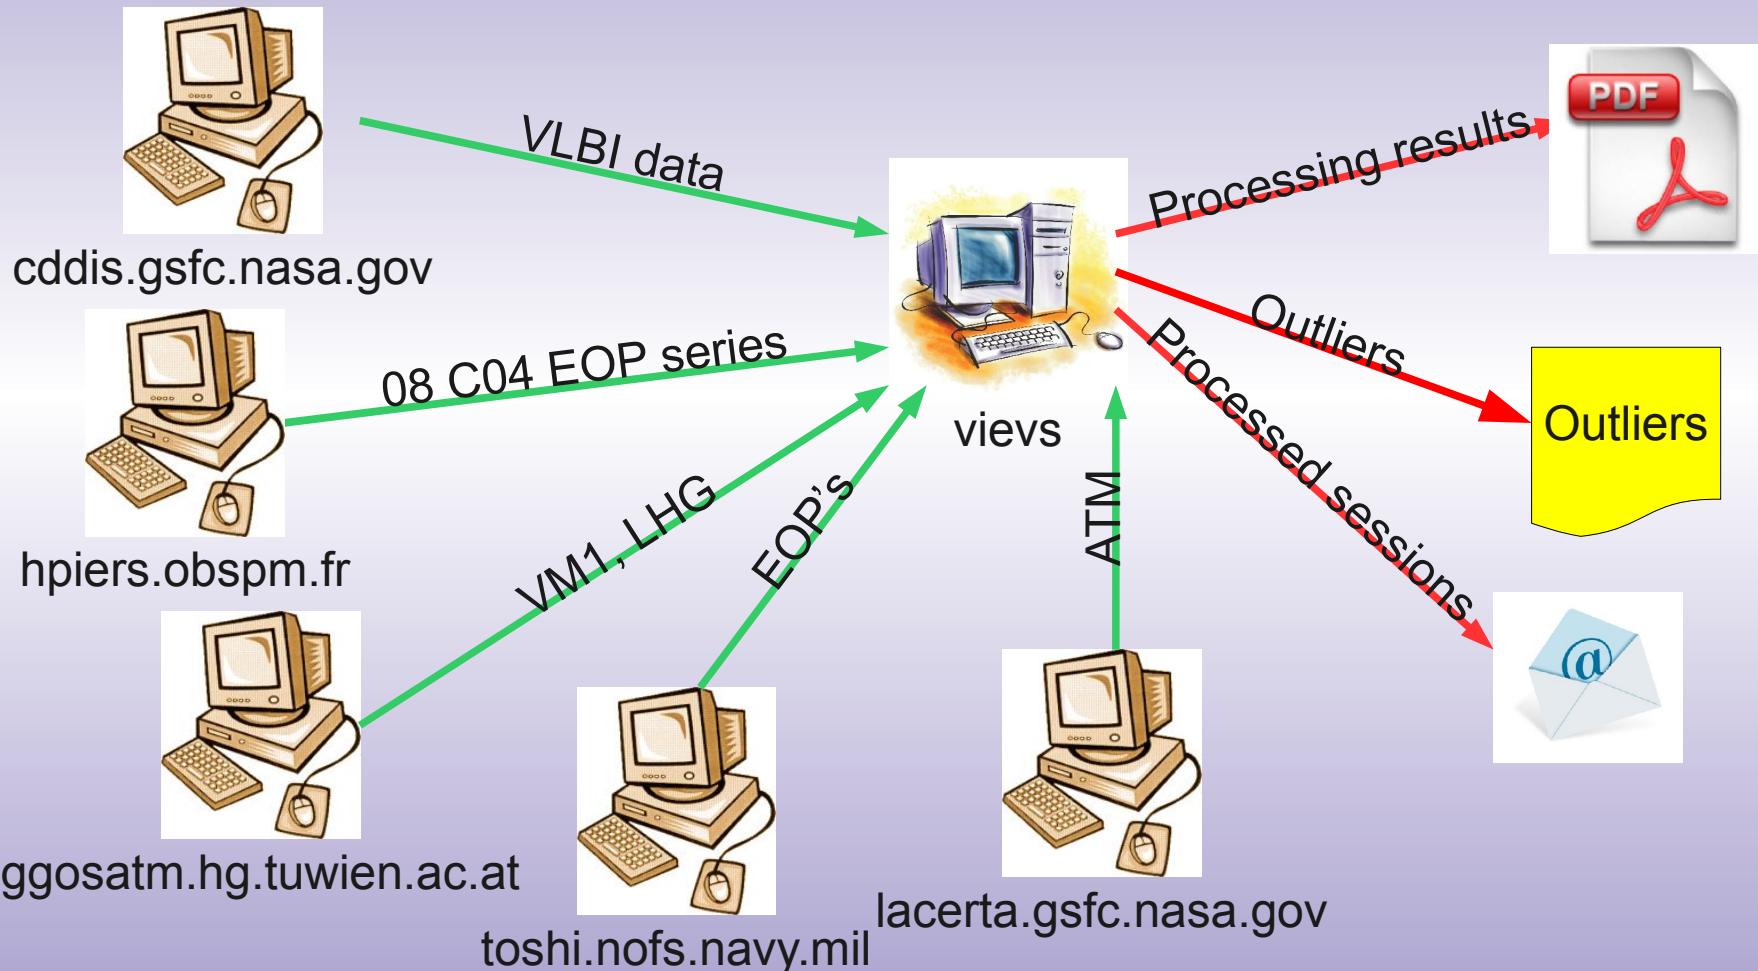 VLBI data
cddis.gsfc.nasa.gov
08 C04 EOP series
hpiers.obspm.fr
VM1, LHG
ggosatm.hg.tuwien.ac.at
EOP's
toshi.nofs.navy.mil
ATM
lacerta.gsfc.nasa.gov
vievs
Processing results
PDF
Outliers
Outliers
Processed sessions
@